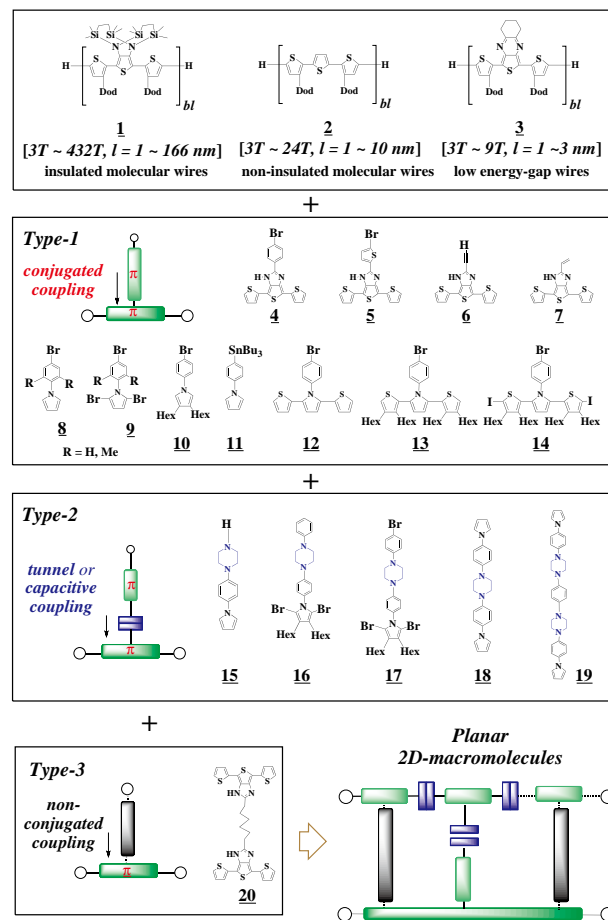 Si Si Si Si
N N
H S S S H
Dod Dod
bl
1
[3T ~ 432T, l = 1 ~ 166 nm]
insulated molecular wires
H S S S H
Dod Dod
bl
2
[3T ~ 24T, l = 1 ~ 10 nm]
non-insulated molecular wires
N N
H S S S H
Dod Dod
bl
3
[3T ~ 9T, l = 1 ~3 nm]
low energy-gap wires
+
Type-1
conjugated
coupling
π
π
Br
H N N
S S S
4
Br
S
H N N
S S S
5
H
HN N
S S S
6
HN N
S S S
7
Br
R R
N
8
Br
R R
N
Br Br
9
R = H, Me
Br
N
Hex Hex
10
SnBu3
N
11
Br
N
S S
12
Br
N
S S
Hex Hex Hex Hex
13
Br
N
I S S I
Hex Hex Hex Hex
14
+
Type-2
tunnel or
capacitive
coupling
π
π
H
N
N
N
15
N
N
N
Br Br
Hex Hex
16
Br
N
N
N
Br Br
Hex Hex
17
N
N
N
N
18
N
N
N
N
N
N
19
+
Type-3
non-
conjugated
coupling
π
S S S
HN N
HN N
S S S
20
Planar
2D-macromolecules